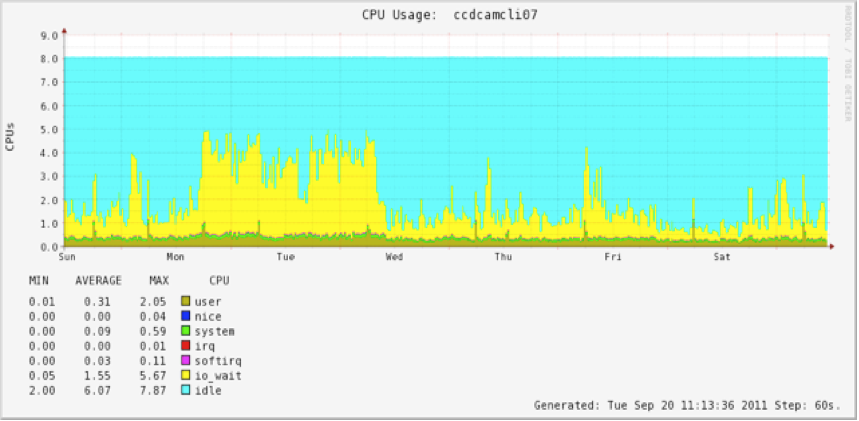 CPU Usage: ccdcamcli07
RRDTOOL / TOBI OETIKER
CPUs
9.0
8.0
7.0
6.0
5.0
4.0
3.0
2.0
1.0
0.0
Sun Mon Tue Wed Thu Fri Sat
MIN AVERAGE MAX CPU
0.01 0.31 2.05 user
0.00 0.00 0.04 nice
0.00 0.09 0.59 system
0.00 0.00 0.01 irq
0.00 0.03 0.11 softirq
0.05 1.55 5.67 io_wait
2.00 6.07 7.87 idle
Generated: Tue Sep 20 11:13:36 2011 Step: 60s.